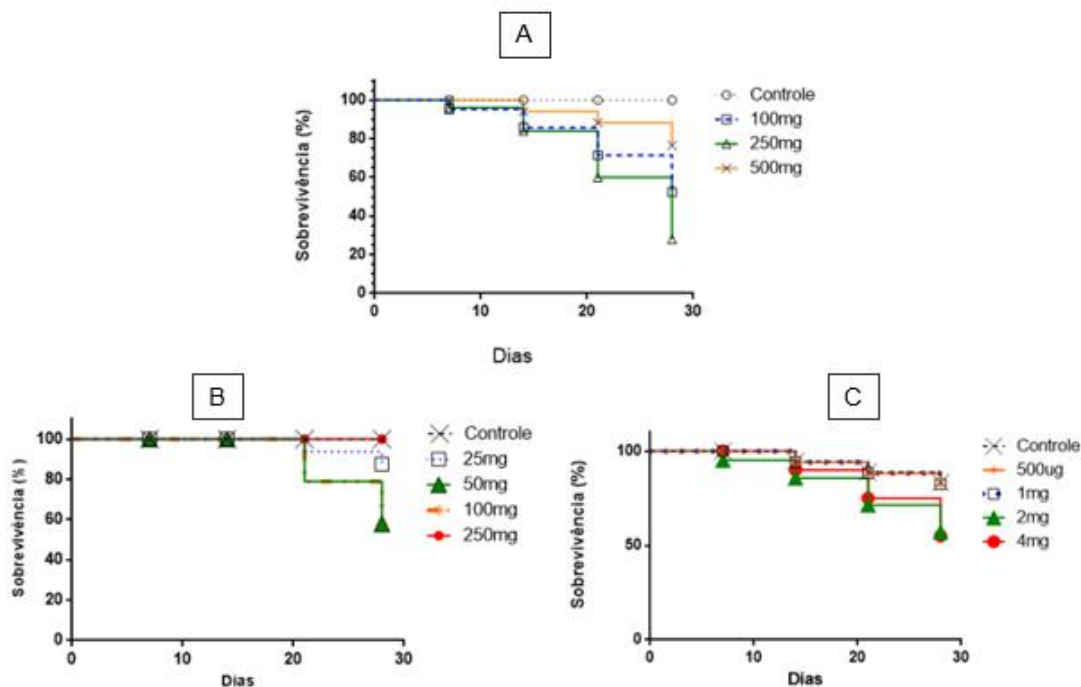 A
Sobrevivência (%)
100
80
60
40
20
0
0 10 20 30
Dias
Controle
100mg
250mg
500mg
B
Sobrevivência (%)
100
80
60
40
20
0
0 10 20 30
Dias
Controle
25mg
50mg
100mg
250mg
C
Sobrevivência (%)
100
50
0
0 10 20 30
Dias
Controle
500ug
1mg
2mg
4mg